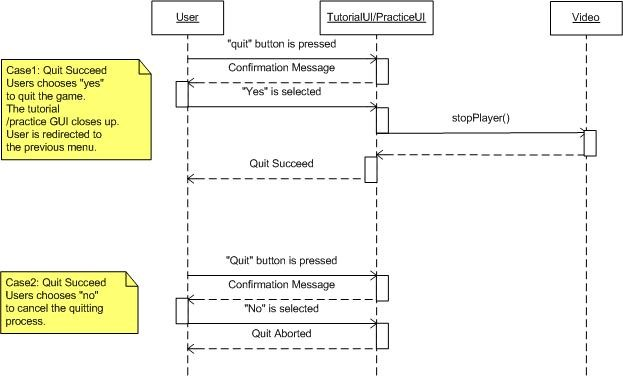 User
TutorialUI/PracticeUI
Video
"quit" button is pressed
Case1: Quit Succeed
Users chooses "yes"
to quit the game.
The tutorial
/practice GUI closes up.
User is redirected to
the previous menu.
Confirmation Message
"Yes" is selected
stopPlayer()
Quit Succeed
"Quit" button is pressed
Case2: Quit Succeed
Users chooses "no"
to cancel the quitting
process.
Confirmation Message
"No" is selected
Quit Aborted